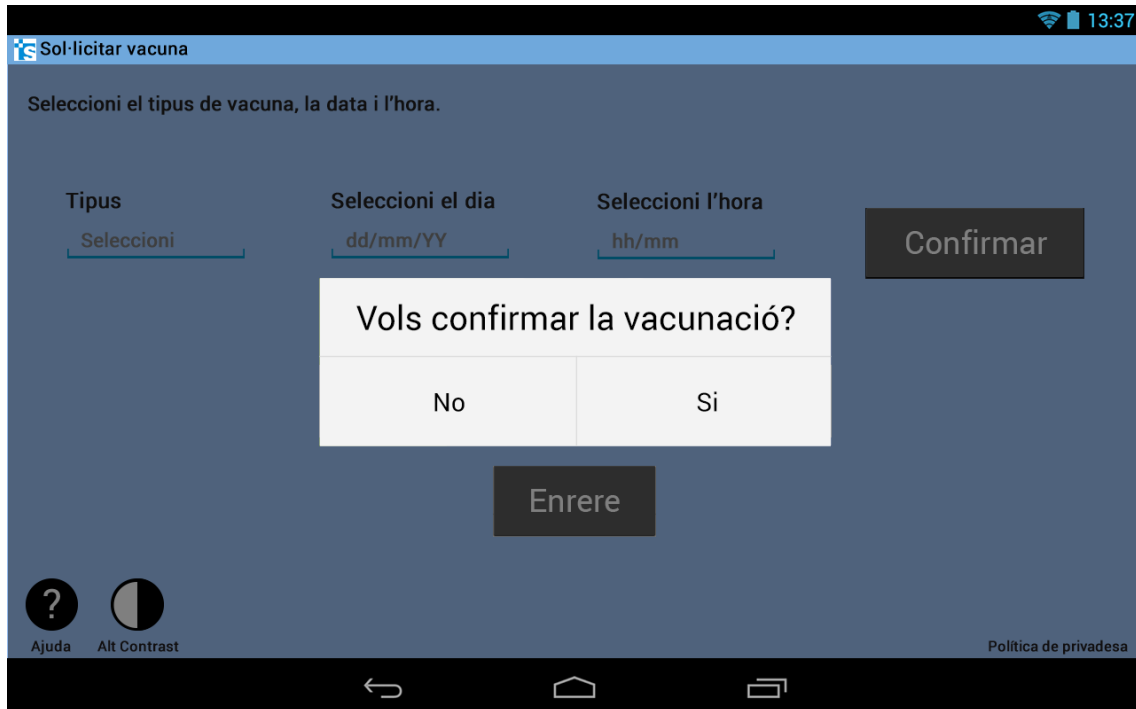 13:37
Sol·licitar vacuna
Seleccioni el tipus de vacuna, la data i l'hora.
Tipus Seleccioni el dia Seleccioni l'hora
Seleccioni dd/mm/YY hh/mm Confirmar
Vols confirmar la vacunació?
No Si
Enrere
?
Ajuda Alt Contrast Política de privadesa